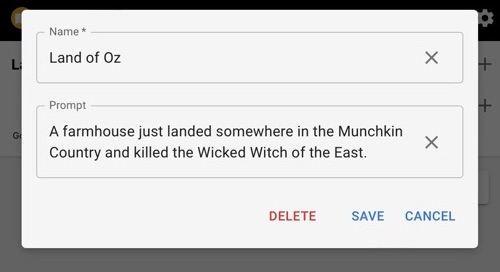 Name *
Land of Oz
Prompt
A farmhouse just landed somewhere in the Munchkin
Country and killed the Wicked Witch of the East.
DELETE SAVE CANCEL